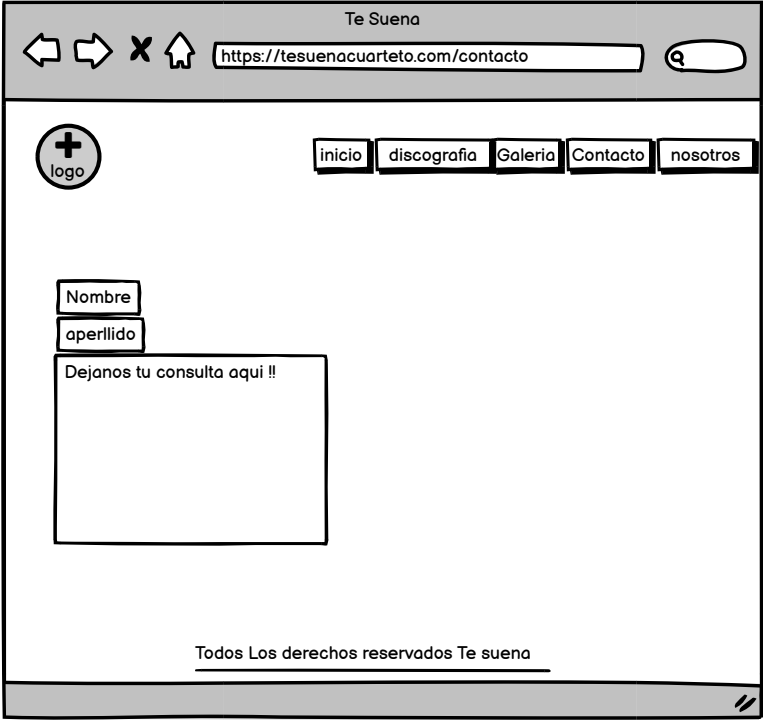 Te Suena
https://tesuenacuarteto.com/contacto
logo
inicio discografia Galeria Contacto nosotros
Nombre
aperllido
Dejanos tu consulta aqui !!
Todos Los derechos reservados Te suena